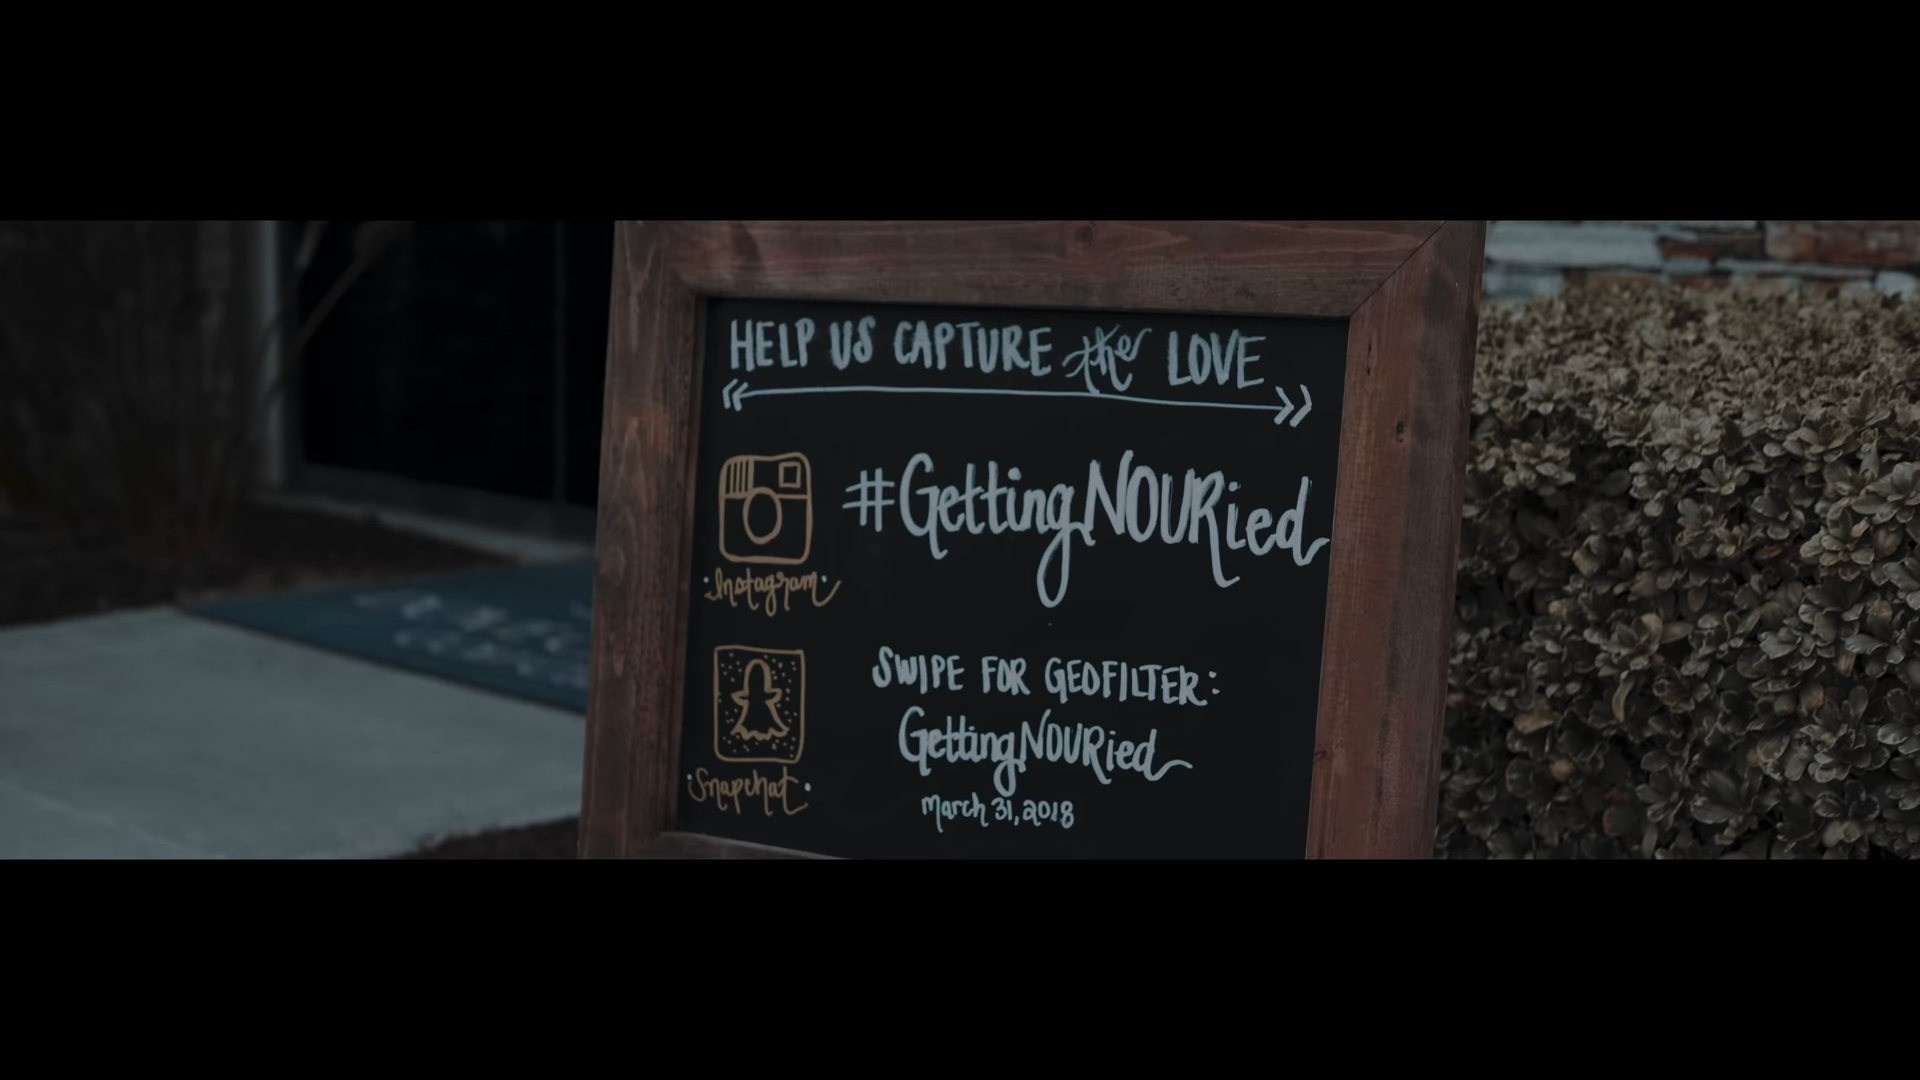 HELP US CAPTURE the LOVE
#GettingNOURied
Instagram
SWIPE FOR GEOFILTER:
GettingNOURied
Snapchat
March 31, 2018